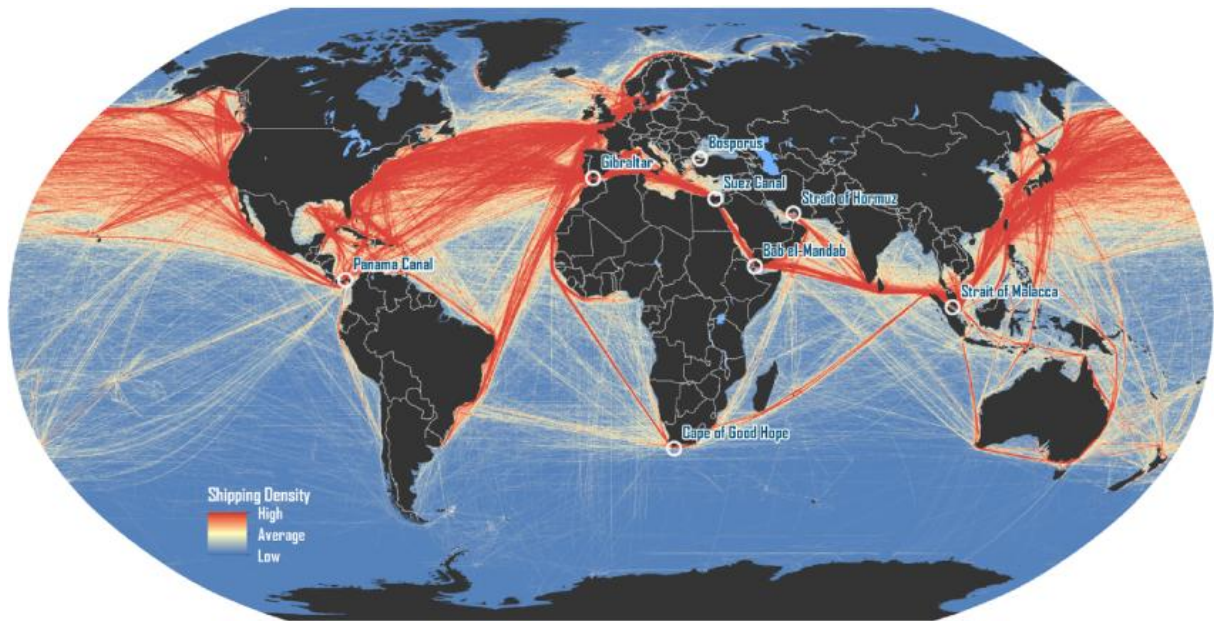 Bosporus
Gibraltar
Suez Canal
Strait of Hormuz
Panama Canal
Bab el-Mandab
Strait of Malacca
Cape of Good Hope
Shipping Density
High
Average
Low